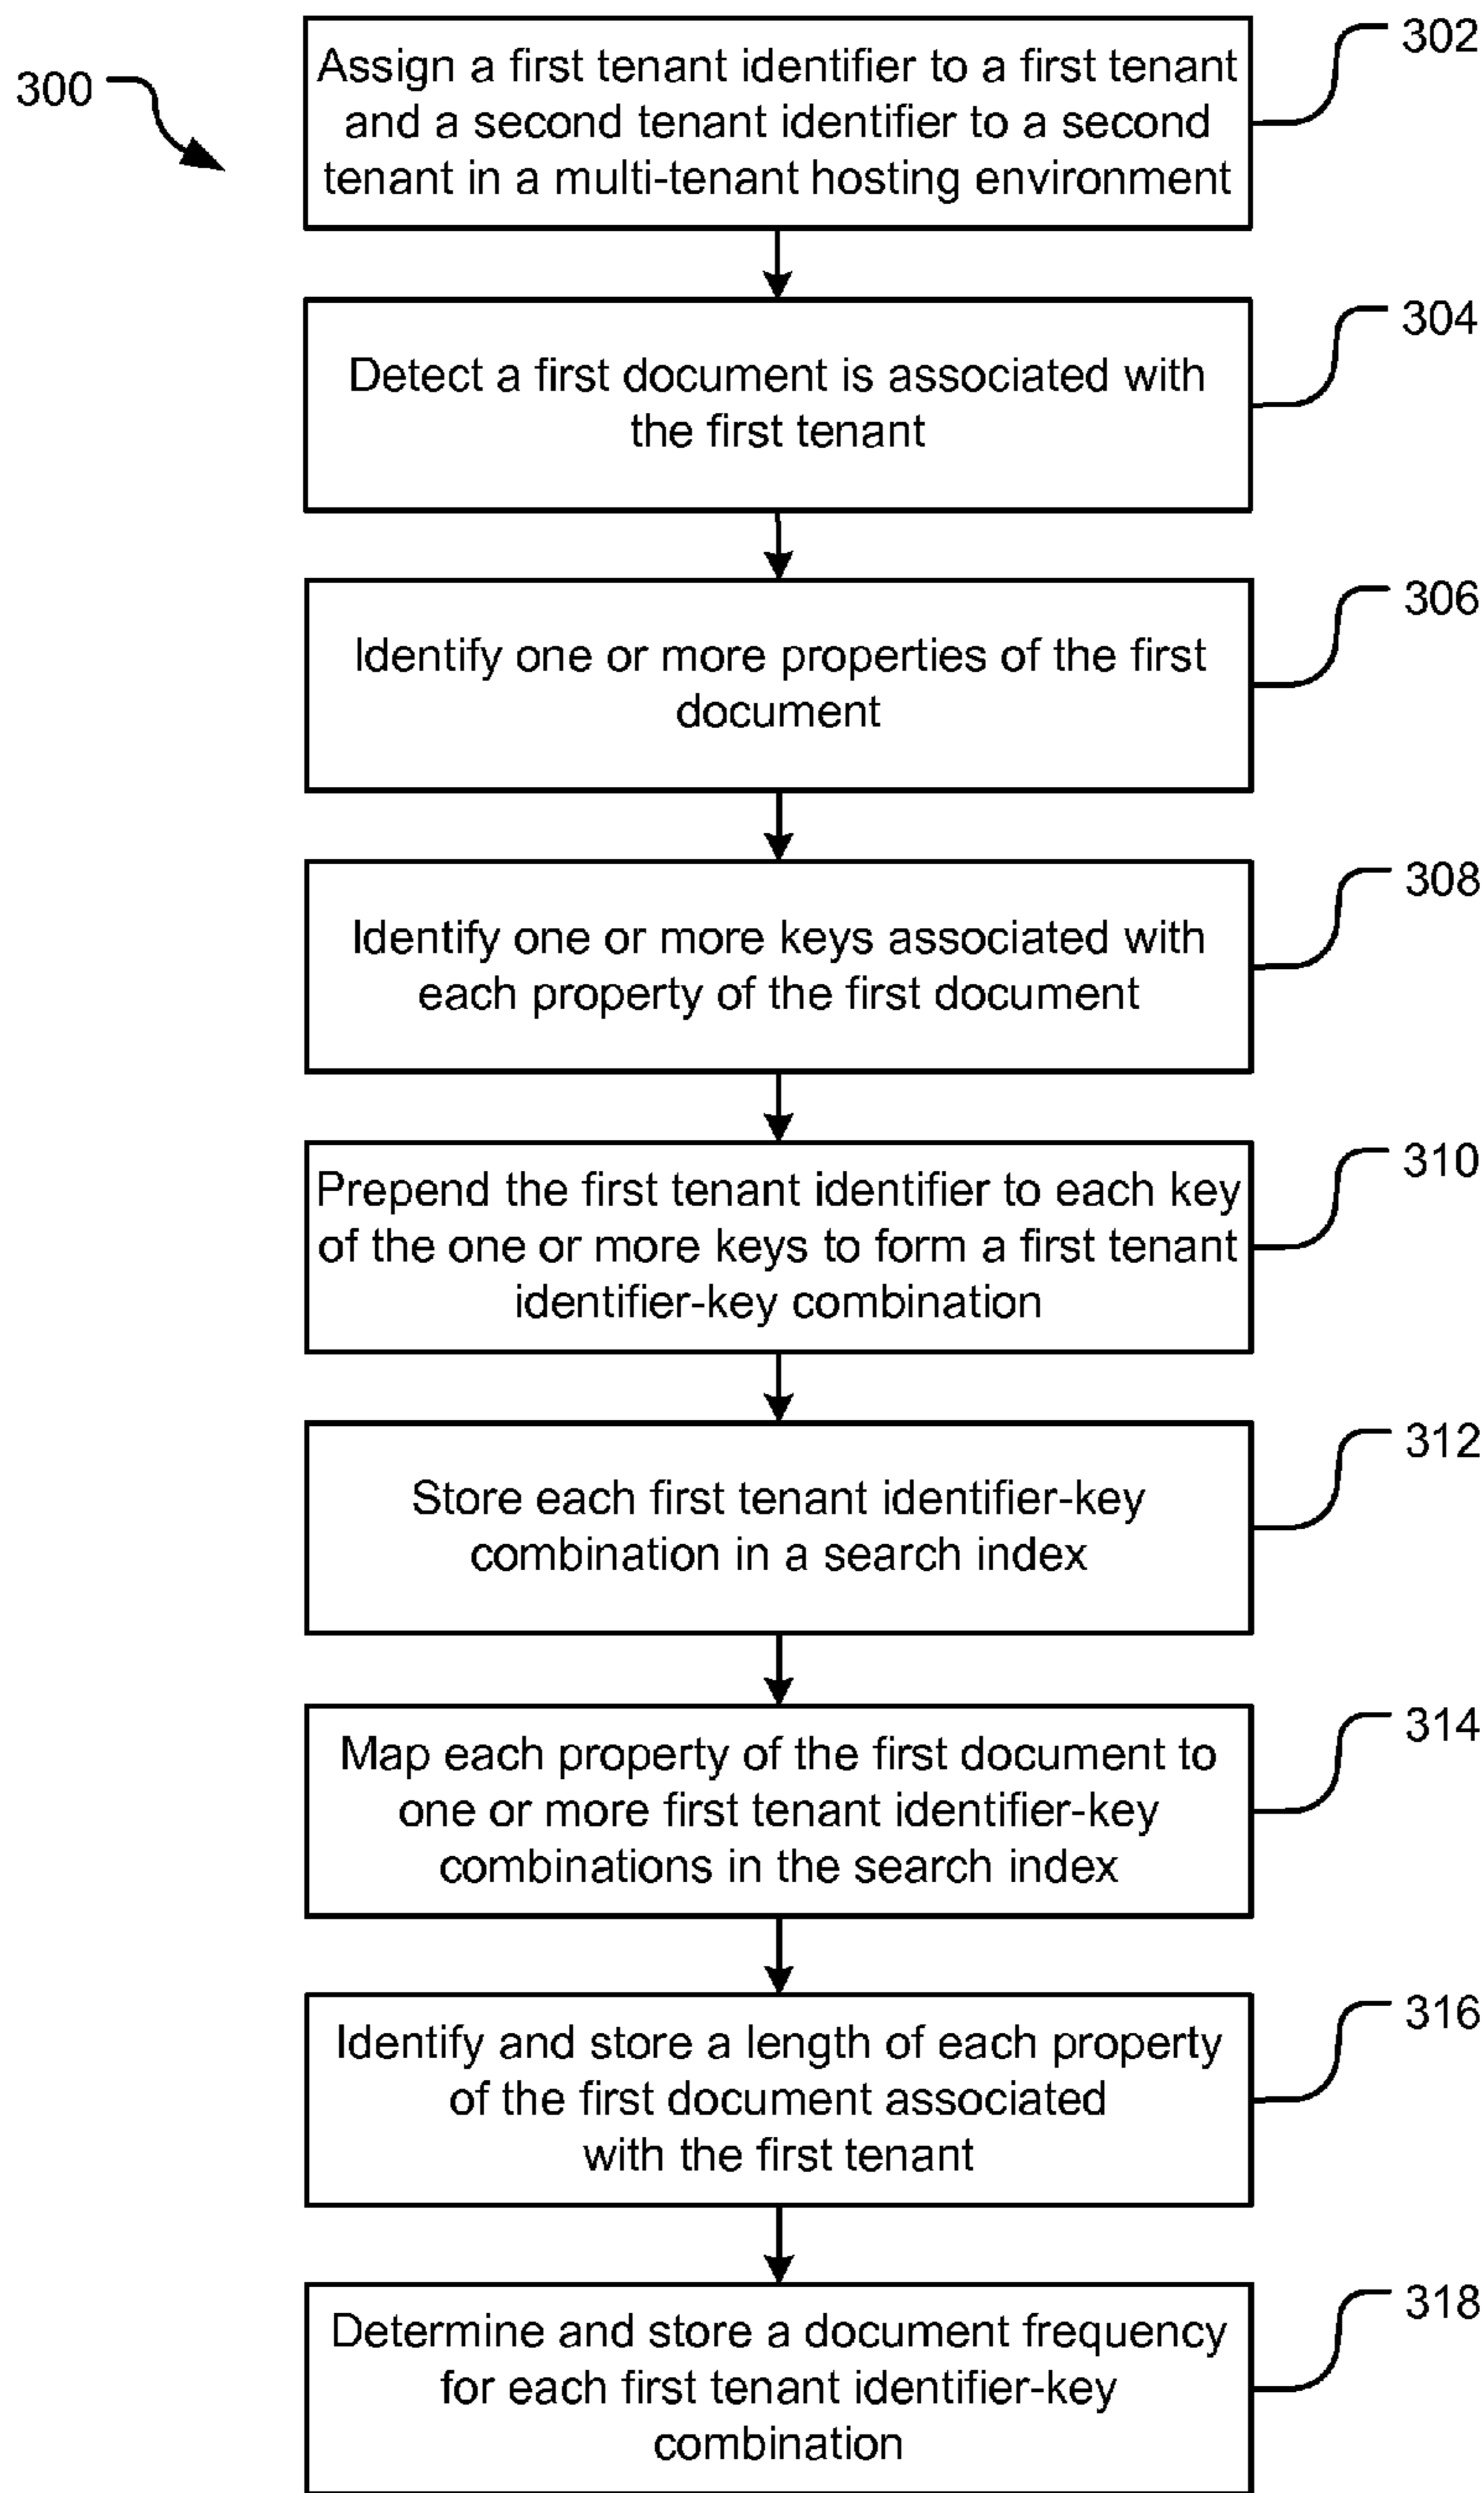 300
Assign a first tenant identifier to a first tenant
and a second tenant identifier to a second
tenant in a multi-tenant hosting environment
302
Detect a first document is associated with
the first tenant
304
Identify one or more properties of the first
document
306
Identify one or more keys associated with
each property of the first document
308
Prepend the first tenant identifier to each key
of the one or more keys to form a first tenant
identifier-key combination
310
Store each first tenant identifier-key
combination in a search index
312
Map each property of the first document to
one or more first tenant identifier-key
combinations in the search index
314
Identify and store a length of each property
of the first document associated
with the first tenant
316
Determine and store a document frequency
for each first tenant identifier-key
combination
318